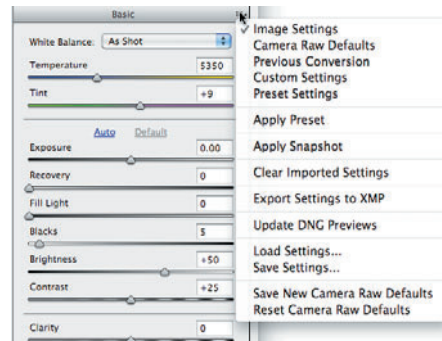 Basic
White Balance: As Shot
Temperature 5350
Tint +9
Auto Default
Exposure 0.00
Recovery 0
Fill Light 0
Blacks 5
Brightness +50
Contrast +25
Clarity 0
Image Settings
Camera Raw Defaults
Previous Conversion
Custom Settings
Preset Settings
Apply Preset
Apply Snapshot
Clear Imported Settings
Export Settings to XMP
Update DNG Previews
Load Settings...
Save Settings...
Save New Camera Raw Defaults
Reset Camera Raw Defaults